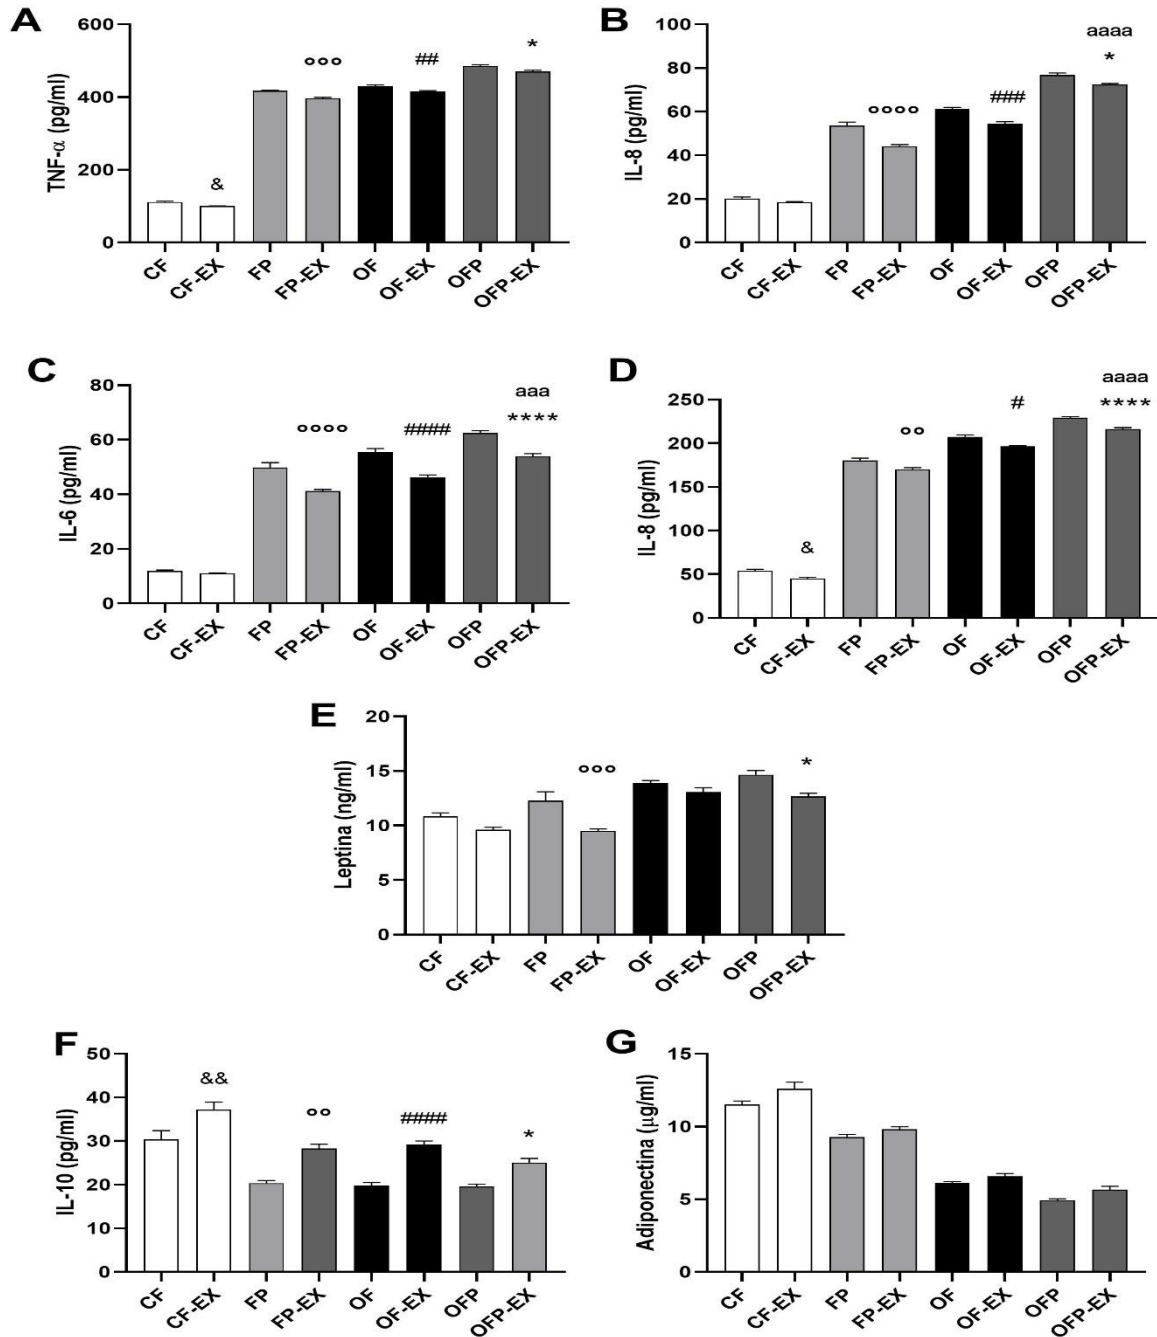 A
TNF-α (pg/ml)
600
400
200
0
&
ooo
##
*
CF
CF-EX
FP
FP-EX
OF
OF-EX
OFP
OFP-EX
B
IL-8 (pg/ml)
100
80
60
40
20
0
oooo
###
aaaa
*
CF
CF-EX
FP
FP-EX
OF
OF-EX
OFP
OFP-EX
C
IL-6 (pg/ml)
80
60
40
20
0
oooo
####
aaa
****
CF
CF-EX
FP
FP-EX
OF
OF-EX
OFP
OFP-EX
D
IL-8 (pg/ml)
250
200
150
100
50
0
&
oo
#
aaaa
****
CF
CF-EX
FP
FP-EX
OF
OF-EX
OFP
OFP-EX
E
Leptina (ng/ml)
20
15
10
5
0
ooo
*
CF
CF-EX
FP
FP-EX
OF
OF-EX
OFP
OFP-EX
F
IL-10 (pg/ml)
50
40
30
20
10
0
&&
oo
####
*
CF
CF-EX
FP
FP-EX
OF
OF-EX
OFP
OFP-EX
G
Adiponectina (μg/ml)
15
10
5
0
CF
CF-EX
FP
FP-EX
OF
OF-EX
OFP
OFP-EX